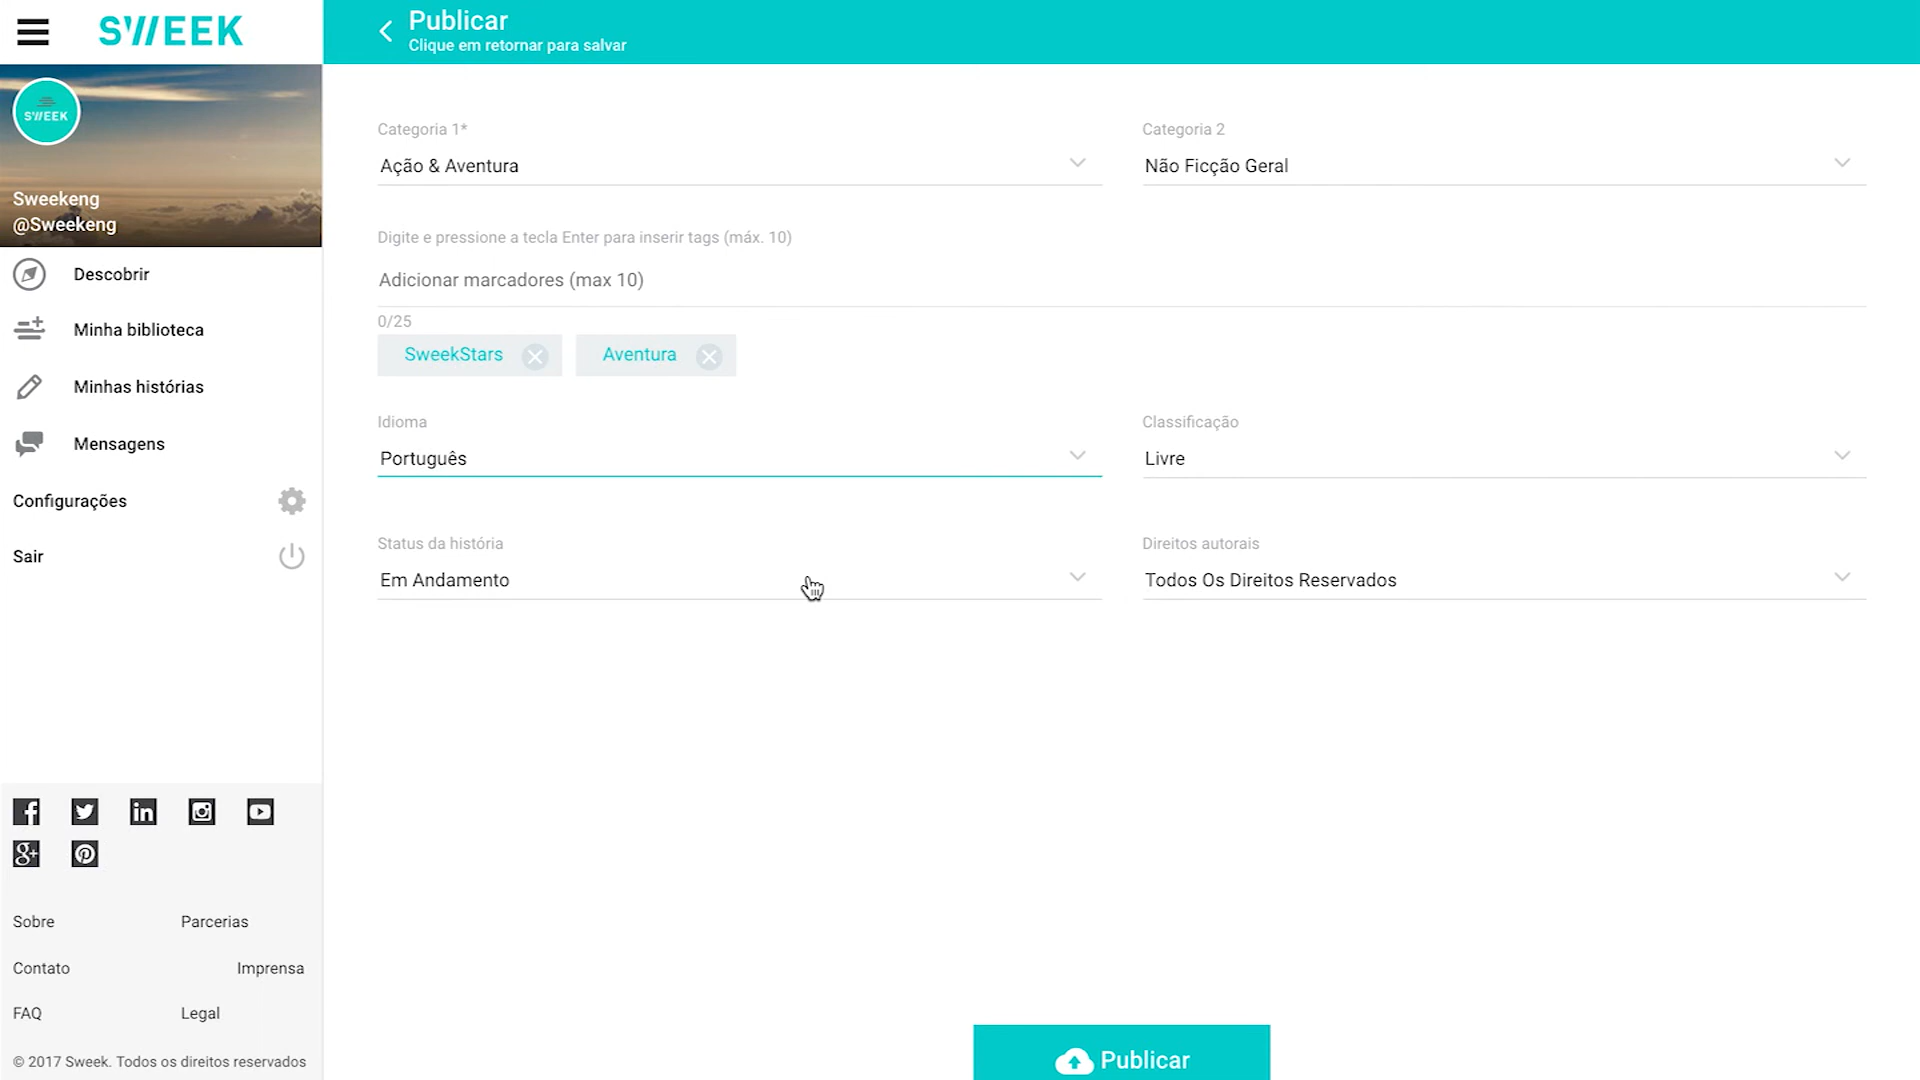 SWEEK
SWEEK
Sweekeng
@Sweekeng
Descobrir
Minha biblioteca
Minhas histórias
Mensagens
Configurações
Sair
Sobre
Parcerias
Contato
Imprensa
FAQ
Legal
© 2017 Sweek. Todos os direitos reservados
Publicar
Clique em retornar para salvar
Categoria 1*
Ação & Aventura
Categoria 2
Não Ficção Geral
Digite e pressione a tecla Enter para inserir tags (máx. 10)
Adicionar marcadores (max 10)
0/25
SweekStars
Aventura
Idioma
Português
Classificação
Livre
Status da história
Em Andamento
Direitos autorais
Todos Os Direitos Reservados
Publicar